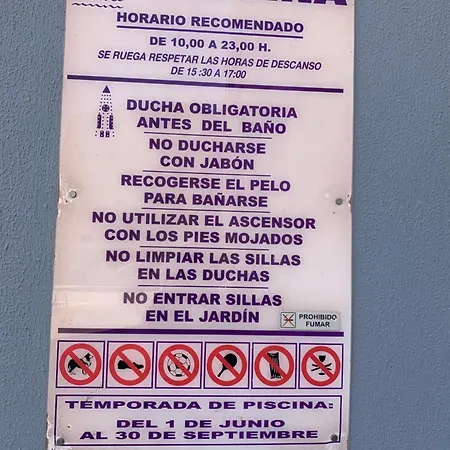 HORARIO RECOMENDADO
DE 10,00 A 23,00 H.
SE RUEGA RESPETAR LAS HORAS DE DESCANSO
DE 15 :30 A 17:00
DUCHA OBLIGATORIA
ANTES DEL BAÑO
NO DUCHARSE
CON JABÓN
RECOGERSE EL PELO
PARA BAÑARSE
NO UTILIZAR EL ASCENSOR
CON LOS PIES MOJADOS
NO LIMPIAR LAS SILLAS
EN LAS DUCHAS
NO ENTRAR SILLAS
EN EL JARDÍN
PROHIBIDO
FUMAR
TEMPORADA DE PISCINA:
DEL 1 DE JUNIO
AL 30 DE SEPTIEMBRE